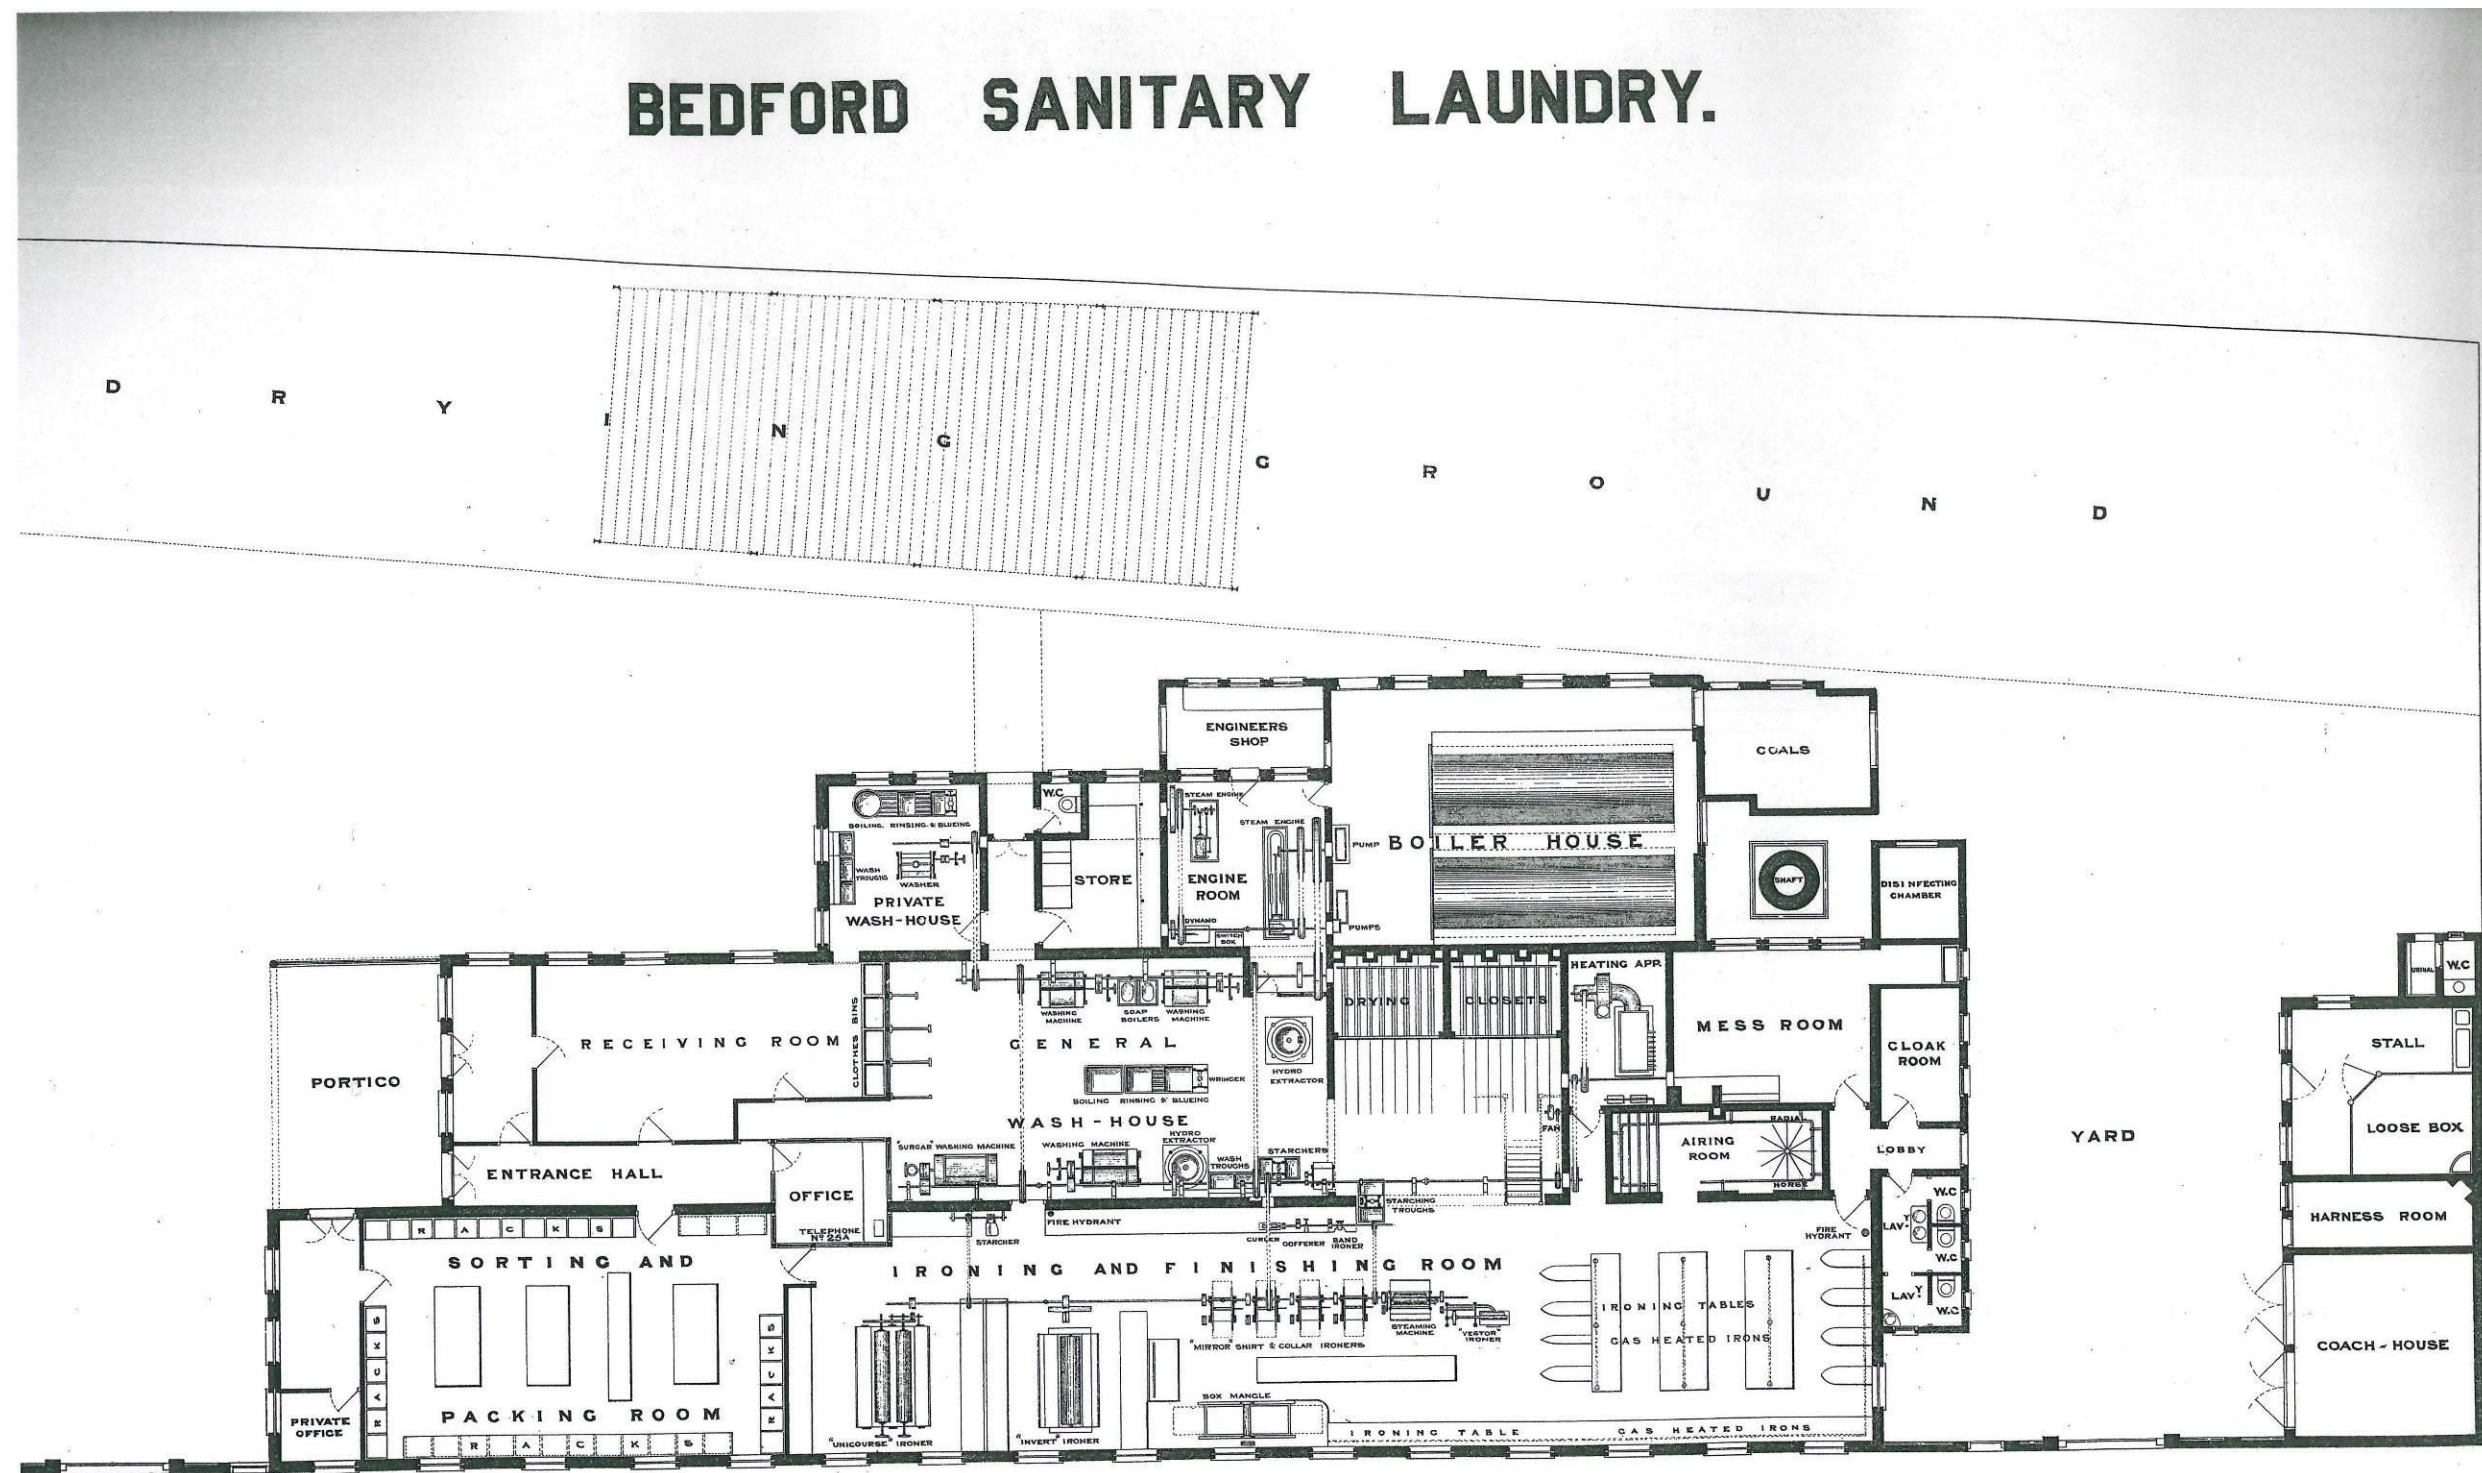 BEDFORD SANITARY LAUNDRY.
DRYING GROUND
ENGINEERS
SHOP
COALS
W.C
STEAM ENGINE
STEAM ENGINE
BOILING, RINSING, & BLUEING
WASH
TROUGHS
WASHER
PRIVATE
WASH-HOUSE
STORE
ENGINE
ROOM
DYNAMO
SWITCH
BOX
PUMP
PUMPS
BOILER HOUSE
SHAFT
DISINFECTING
CHAMBER
PORTICO
RECEIVING ROOM
CLOTHES BINS
WASHING
MACHINE
SOAP
BOILERS
WASHING
MACHINE
GENERAL
WASH-HOUSE
HYDRO
EXTRACTOR
WRINGER
BOILING RINSING & BLUEING
DRYING CLOSETS
HEATING APP.
FAN
MESS ROOM
CLOAK
ROOM
URINAL
W.C
STALL
LOOSE BOX
YARD
ENTRANCE HALL
OFFICE
TELEPHONE
No 25A
"SURGAR" WASHING MACHINE
WASHING MACHINE
HYDRO
EXTRACTOR
WASH
TROUGHS
STARCHERS
STARCHING
TROUGHS
AIRING
ROOM
RADIAL
HORSE
LOBBY
LAVY.
W.C
W.C
LAVY.
W.C
HARNESS ROOM
COACH-HOUSE
RACKS
SORTING AND
PACKING ROOM
RACKS
RACKS
RACKS
PRIVATE
OFFICE
STARCHER
FIRE HYDRANT
CURLER
GOFFERER
BAND
IRONER
FIRE
HYDRANT
IRONING AND FINISHING ROOM
"UNICOURSE" IRONER
"INVERT" IRONER
"MIRROR" SHIRT & COLLAR IRONERS
STEAMING
MACHINE
"VESTOR"
IRONER
BOX MANGLE
IRONING TABLES
GAS HEATED IRONS
IRONING TABLE GAS HEATED IRONS